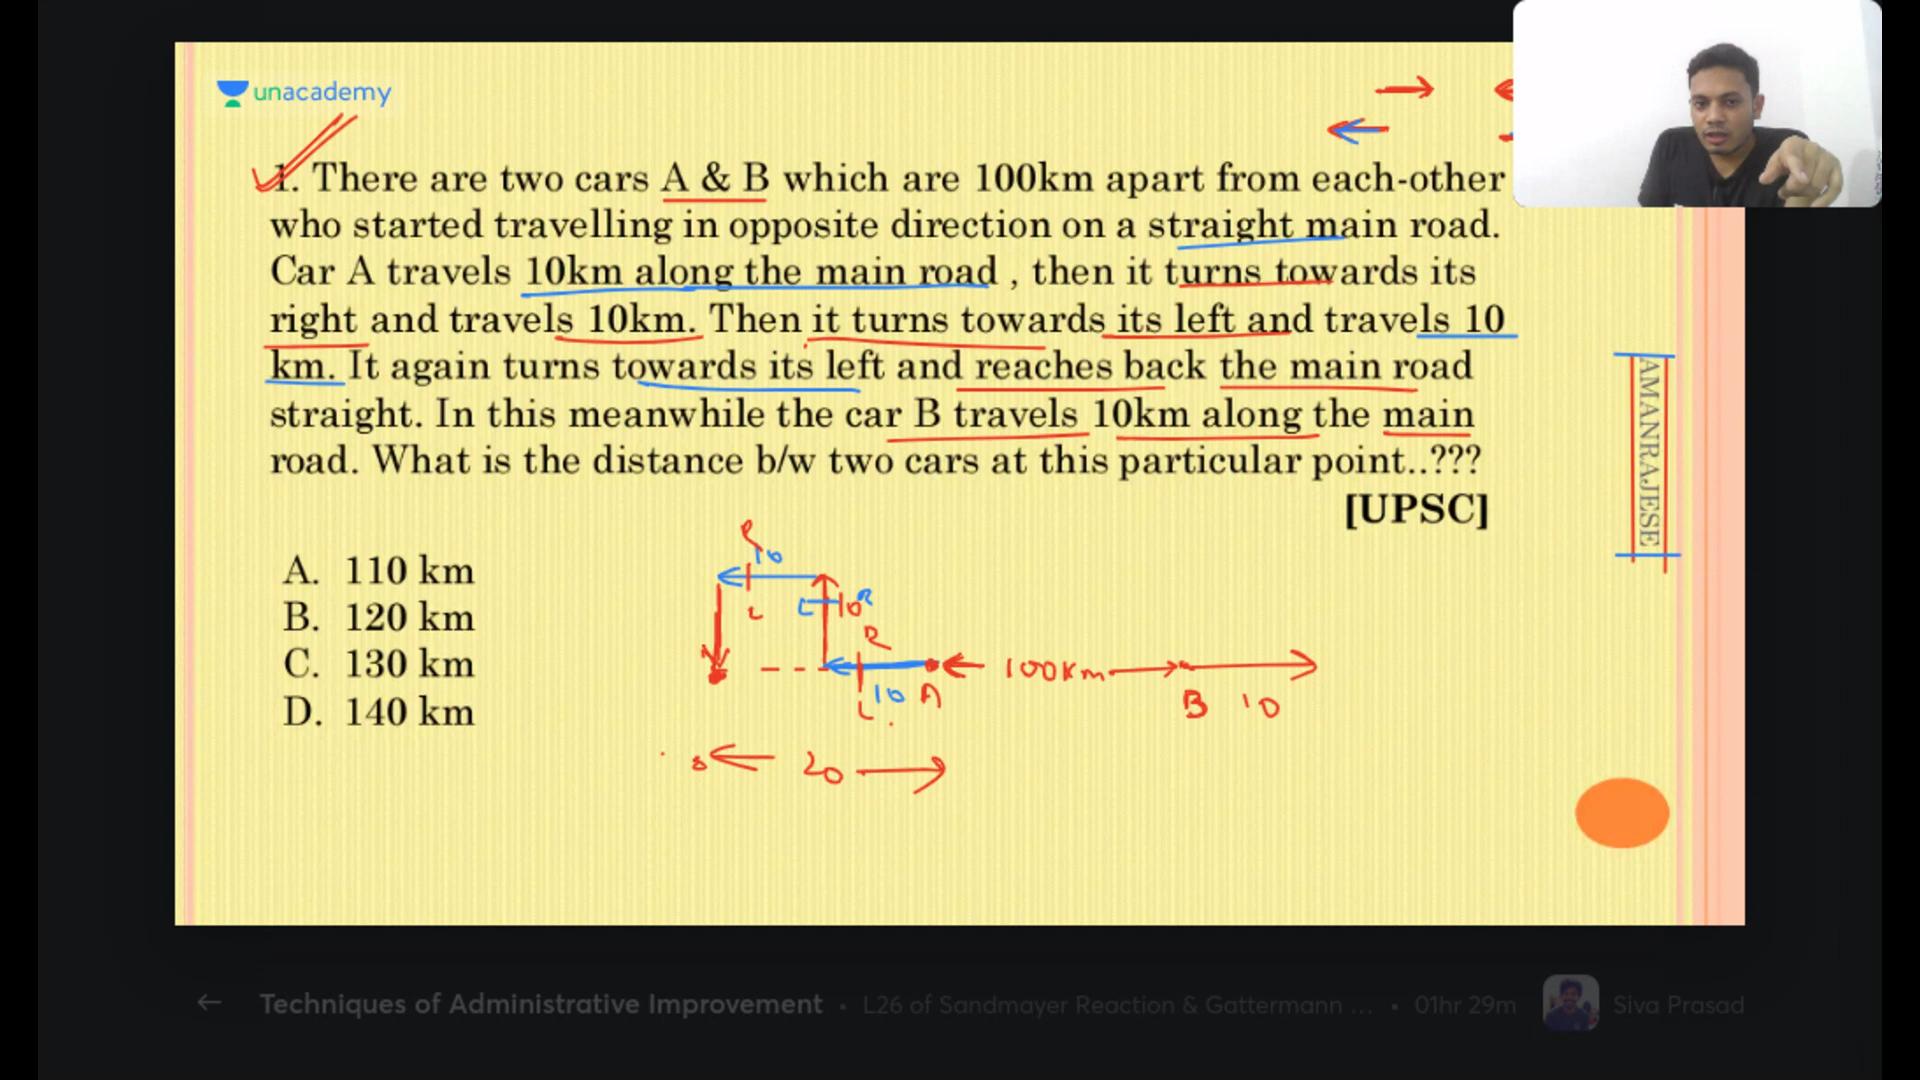 unacademy
1. There are two cars A & B which are 100km apart from each-other
who started travelling in opposite direction on a straight main road.
Car A travels 10km along the main road , then it turns towards its
right and travels 10km. Then it turns towards its left and travels 10
km. It again turns towards its left and reaches back the main road
straight. In this meanwhile the car B travels 10km along the main
road. What is the distance b/w two cars at this particular point..???
[UPSC]
AMANRAJESE
A. 110 km
B. 120 km
C. 130 km
D. 140 km
R
10
L
L 10 R
R
100km
10 A
L
B 10
20
Techniques of Administrative Improvement • L26 of Sandmayer Reaction & Gattermann ... • 01hr 29m Siva Prasad